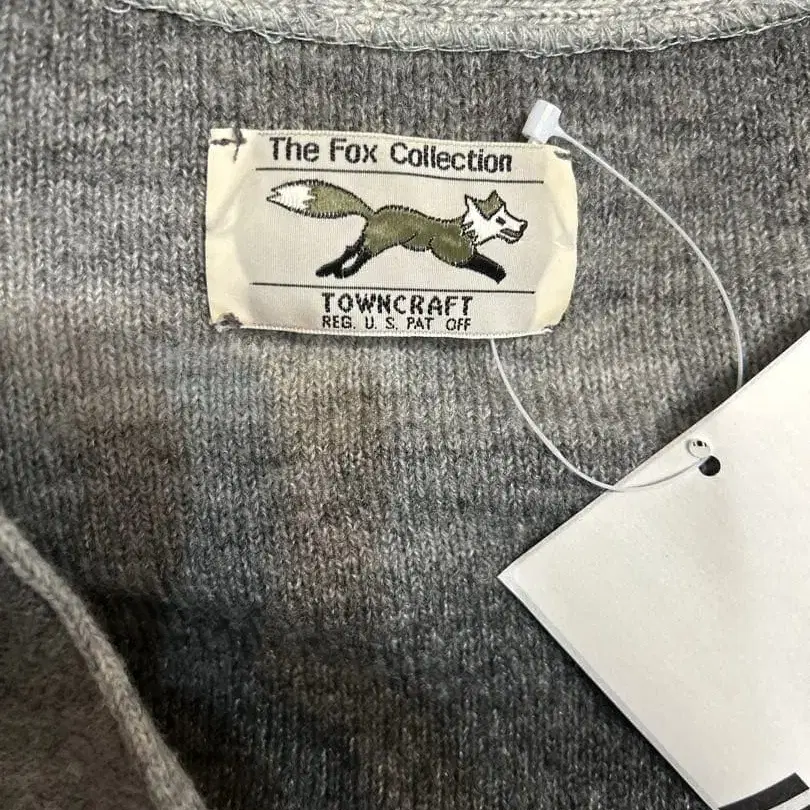 The Fox Collection
TOWNCRAFT
REG. U. S. PAT OFF